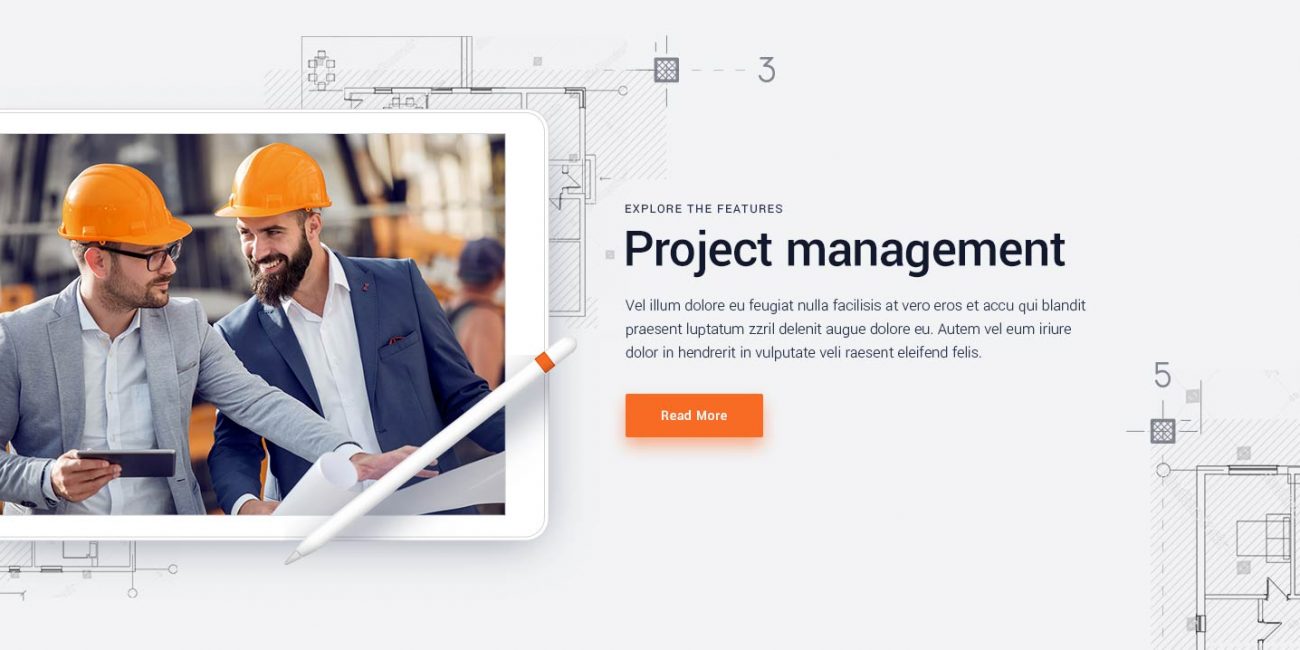 3
EXPLORE THE FEATURES
Project management
Vel illum dolore eu feugiat nulla facilisis at vero eros et accu qui blandit
praesent luptatum zzril delenit augue dolore eu. Autem vel eum iriure
dolor in hendrerit in vulputate veli raesent eleifend felis.
5
Read More